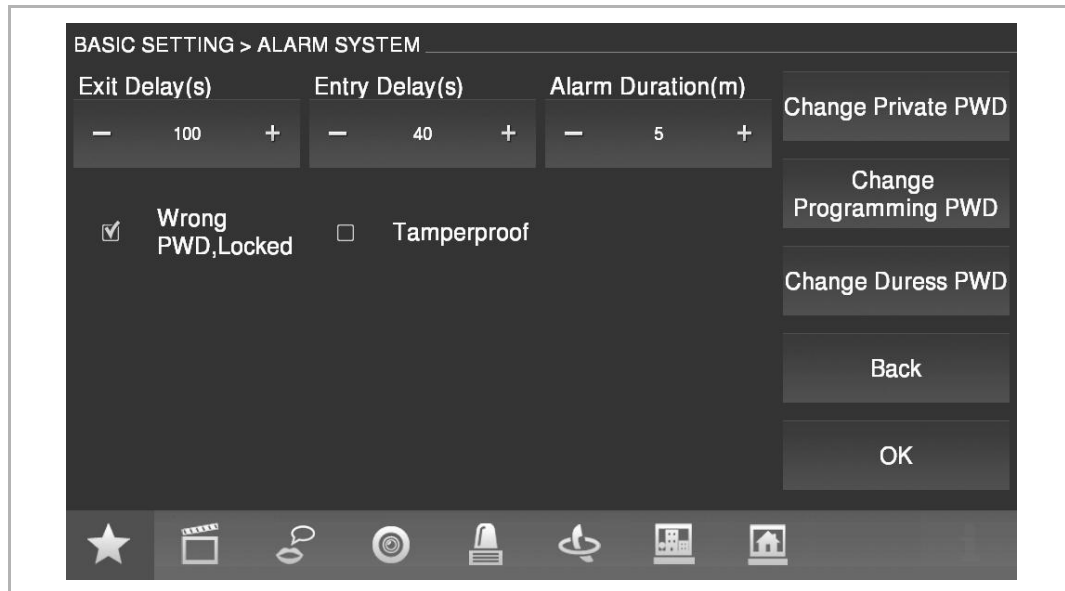 BASIC SETTING > ALARM SYSTEM
Exit Delay(s)
Entry Delay(s)
Alarm Duration(m)
− 100 +
− 40 +
− 5 +
Wrong
PWD,Locked
Tamperproof
Change Private PWD
Change
Programming PWD
Change Duress PWD
Back
OK